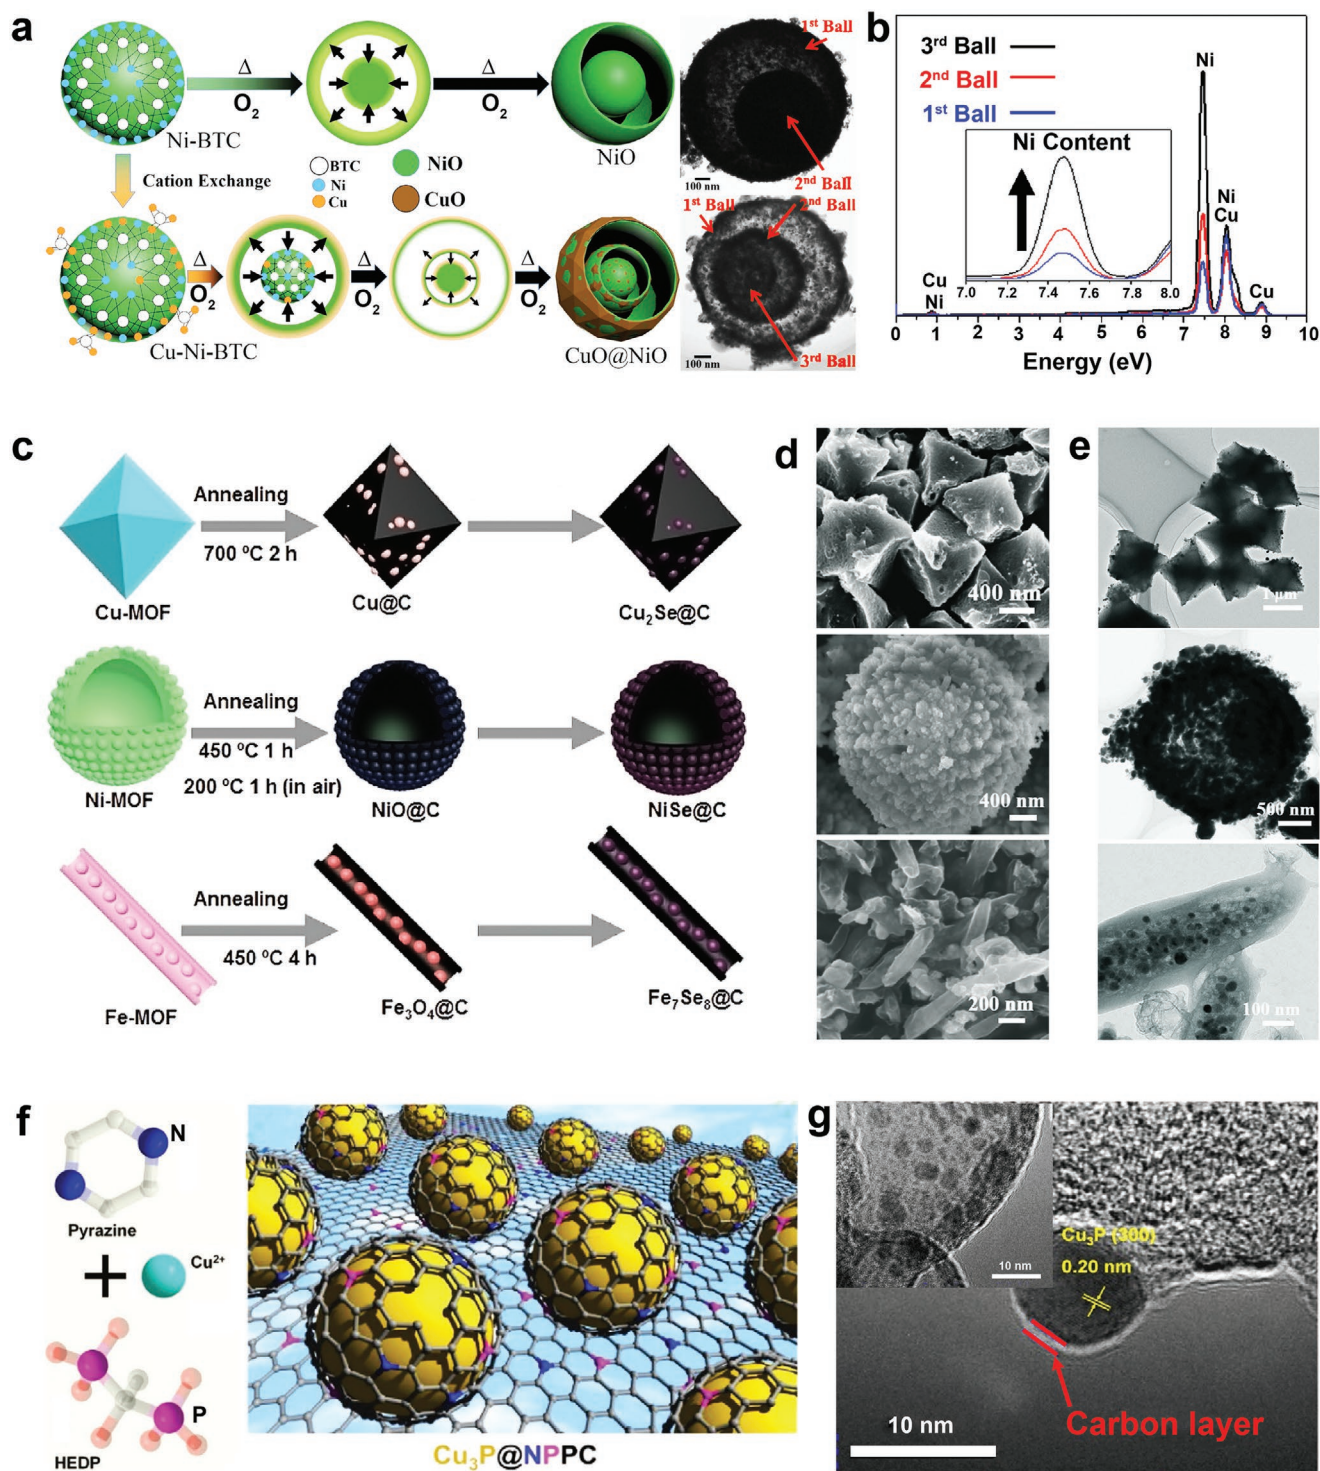 a
Δ
O2
Δ
O2
Ni-BTC
NiO
1st Ball
2nd Ball
100 nm
Cation Exchange
BTC
Ni
Cu
NiO
CuO
Δ
O2
Δ
O2
Δ
O2
Cu-Ni-BTC
CuO@NiO
1st Ball
2nd Ball
3rd Ball
100 nm
b
3rd Ball
2nd Ball
1st Ball
Ni Content
7.0 7.2 7.4 7.6 7.8 8.0
Ni
Ni
Cu
Cu
Cu
Ni
0 1 2 3 4 5 6 7 8 9 10
Energy (eV)
c
Annealing
700 ºC 2 h
Cu-MOF
Cu@C
Cu2Se@C
Annealing
450 ºC 1 h
200 ºC 1 h (in air)
Ni-MOF
NiO@C
NiSe@C
Annealing
450 ºC 4 h
Fe-MOF
Fe3O4@C
Fe7Se8@C
d
400 nm
400 nm
200 nm
e
1 µm
500 nm
100 nm
f
N
Pyrazine
+
Cu2+
P
HEDP
Cu3P@NPPC
g
10 nm
Cu3P (300)
0.20 nm
10 nm
Carbon layer